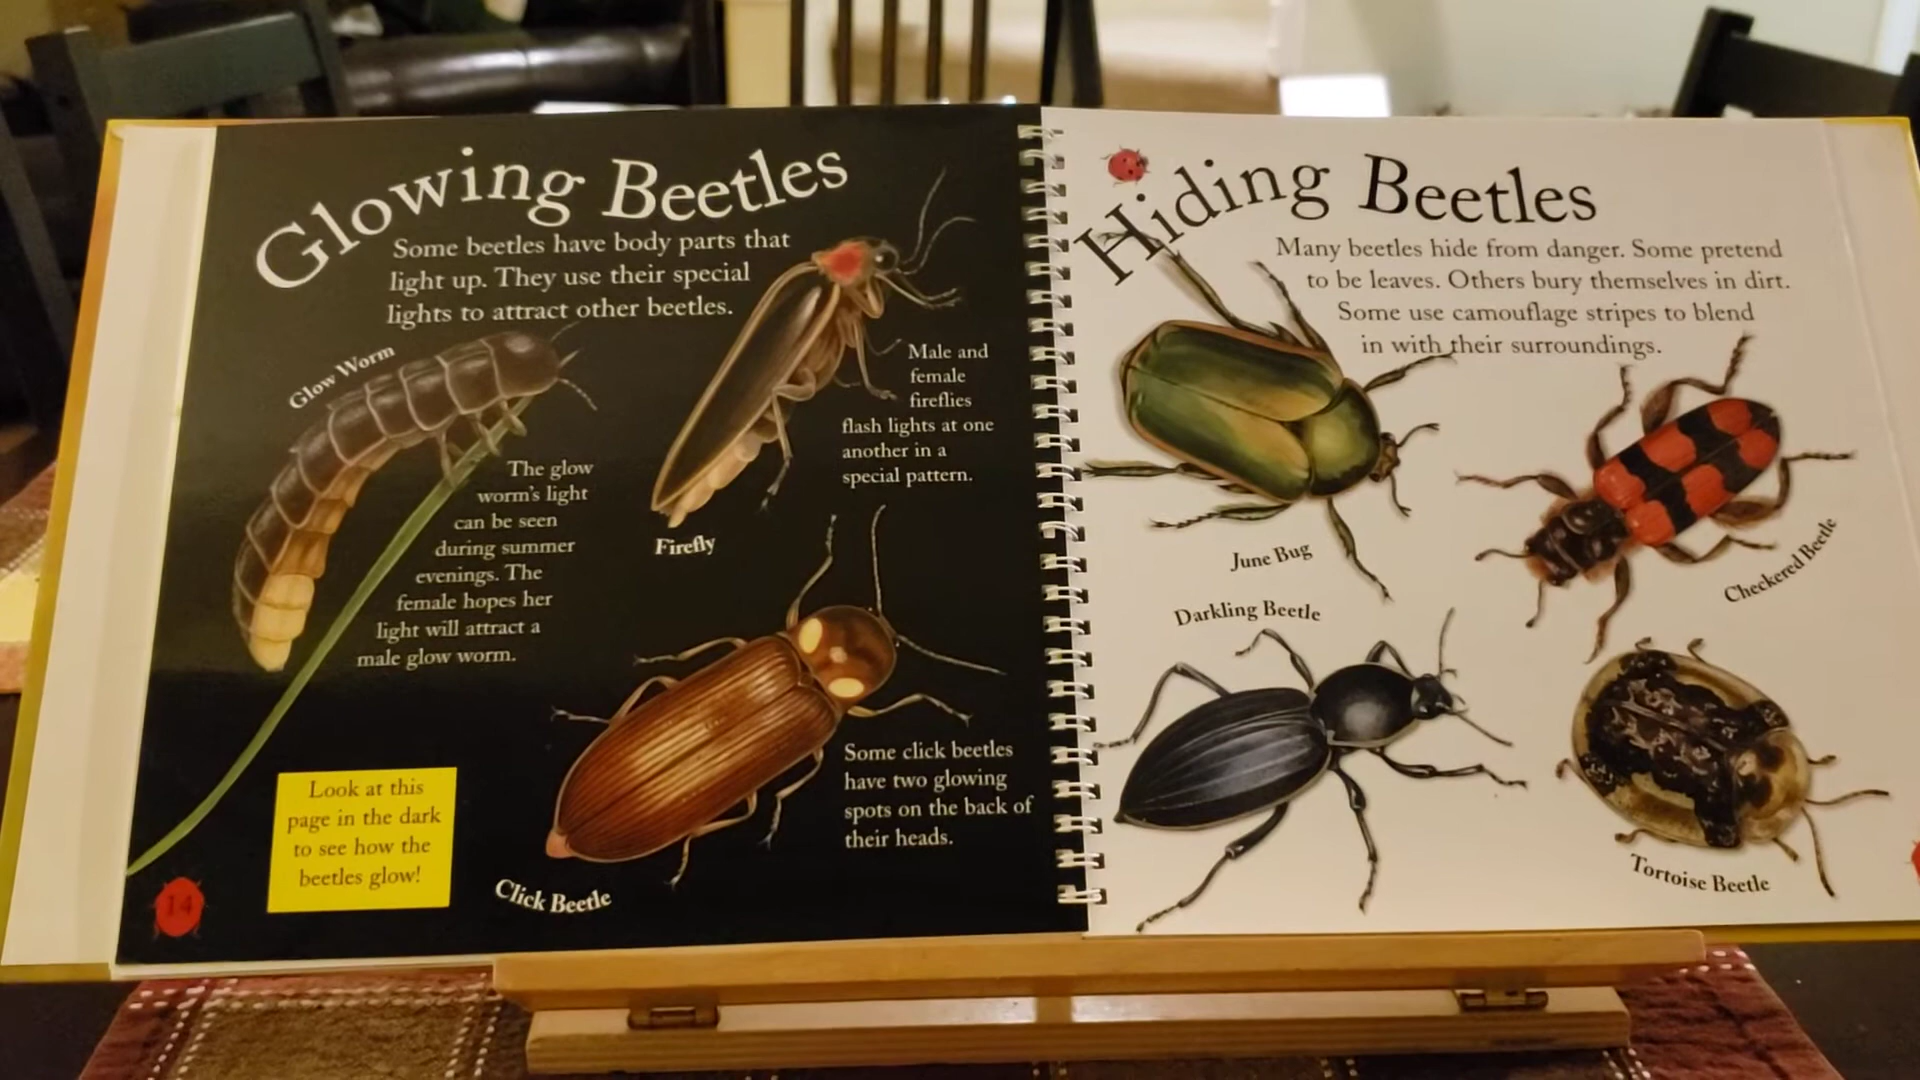 Glowing Beetles
Some beetles have body parts that
light up. They use their special
lights to attract other beetles.
Glow Worm
The glow
worm's light
can be seen
during summer
evenings. The
female hopes her
light will attract a
male glow worm.
Male and
female
fireflies
flash lights at one
another in a
special pattern.
Firefly
Look at this
page in the dark
to see how the
beetles glow!
Some click beetles
have two glowing
spots on the back of
their heads.
Click Beetle
14
Hiding Beetles
Many beetles hide from danger. Some pretend
to be leaves. Others bury themselves in dirt.
Some use camouflage stripes to blend
in with their surroundings.
June Bug
Checkered Beetle
Darkling Beetle
Tortoise Beetle